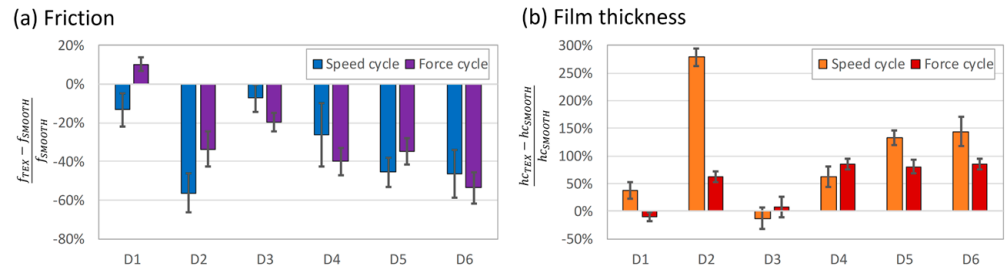 (a) Friction
(b) Film thickness
20%
0%
-20%
-40%
-60%
-80%
f_TEX − f_SMOOTH
f_SMOOTH
Speed cycle
Force cycle
D1 D2 D3 D4 D5 D6
300%
250%
200%
150%
100%
50%
0%
-50%
hc_TEX − hc_SMOOTH
hc_SMOOTH
Speed cycle
Force cycle
D1 D2 D3 D4 D5 D6